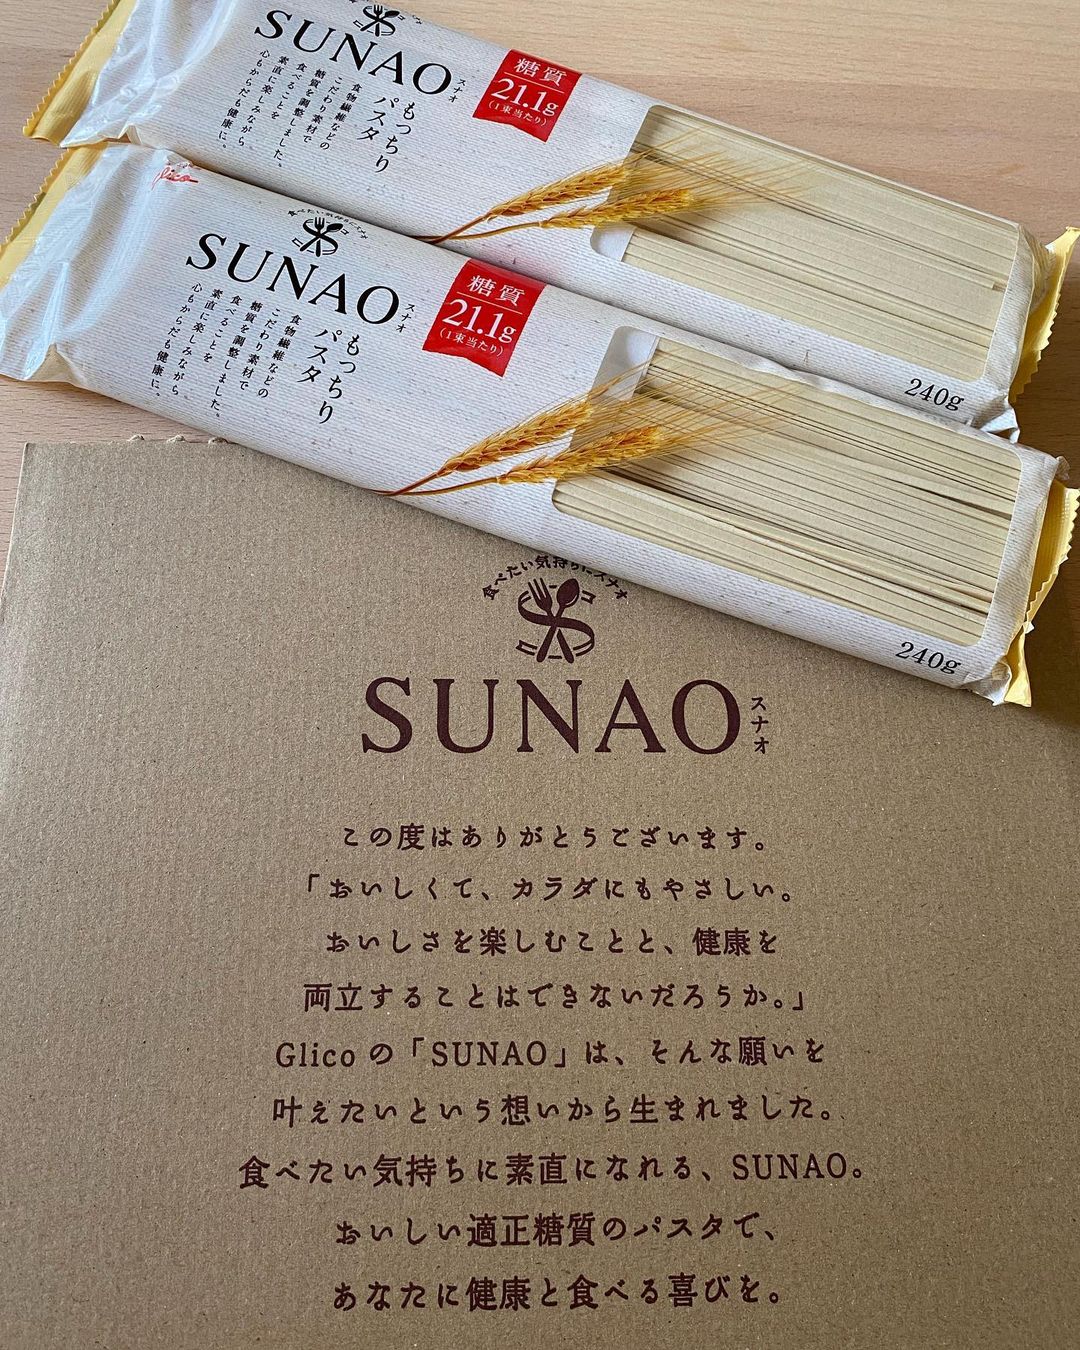 SUNAO
スナオ
糖質
21.1g
(1束当たり)
もっちり
パスタ
食物繊維などの
こだわり素材で
糖質を調整しました。
食べることを
素直に楽しみながら、
心もからだも健康に。
240g
Glico
食べたい気持ちにスナオ
SUNAO
スナオ
糖質
21.1g
(1束当たり)
もっちり
パスタ
食物繊維などの
こだわり素材で
糖質を調整しました。
食べることを
素直に楽しみながら、
心もからだも健康に。
240g
食べたい気持ちにスナオ
SUNAO
スナオ
この度はありがとうございます。
「おいしくて、カラダにもやさしい。
おいしさを楽しむことと、健康を
両立することはできないだろうか。」
Glicoの「SUNAO」は、そんな願いを
叶えたいという想いから生まれました。
食べたい気持ちに素直になれる、SUNAO。
おいしい適正糖質のパスタで、
あなたに健康と食べる喜びを。